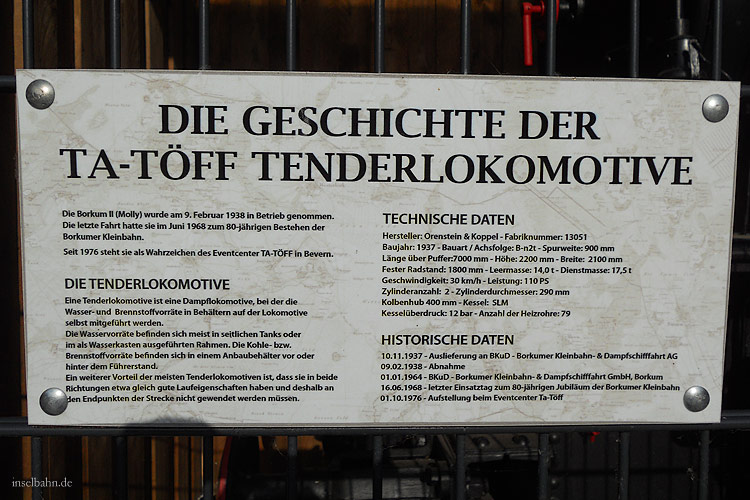 DIE GESCHICHTE DER
TA-TÖFF TENDERLOKOMOTIVE
Die Borkum II (Molly) wurde am 9. Februar 1938 in Betrieb genommen.
Die letzte Fahrt hatte sie im Juni 1968 zum 80-jährigen Bestehen der
Borkumer Kleinbahn.
Seit 1976 steht sie als Wahrzeichen des Eventcenter TA-TÖFF in Bevern.
DIE TENDERLOKOMOTIVE
Eine Tenderlokomotive ist eine Dampflokomotive, bei der die
Wasser- und Brennstoffvorräte in Behältern auf der Lokomotive
selbst mitgeführt werden.
Die Wasservorräte befinden sich meist in seitlichen Tanks oder
im als Wasserkasten ausgeführten Rahmen. Die Kohle- bzw.
Brennstoffvorräte befinden sich in einem Anbaubehälter vor oder
hinter dem Führerstand.
Ein weiterer Vorteil der meisten Tenderlokomotiven ist, dass sie in beide
Richtungen etwa gleich gute Laufeigenschaften haben und deshalb an
den Endpunkten der Strecke nicht gewendet werden müssen.
TECHNISCHE DATEN
Hersteller: Orenstein & Koppel - Fabriknummer: 13051
Baujahr: 1937 - Bauart / Achsfolge: B-n2t - Spurweite: 900 mm
Länge über Puffer:7000 mm - Höhe: 2200 mm - Breite: 2100 mm
Fester Radstand: 1800 mm - Leermasse: 14,0 t - Dienstmasse: 17,5 t
Geschwindigkeit: 30 km/h - Leistung: 110 PS
Zylinderanzahl: 2 - Zylinderdurchmesser: 290 mm
Kolbenhub 400 mm - Kessel: SLM
Kesselüberdruck: 12 bar - Anzahl der Heizrohre: 79
HISTORISCHE DATEN
10.11.1937 - Auslieferung an BKuD - Borkumer Kleinbahn- & Dampfschifffahrt AG
09.02.1938 - Abnahme
01.01.1964 - BKuD - Borkumer Kleinbahn- & Dampfschifffahrt GmbH, Borkum
16.06.1968 - letzter Einsatztag zum 80-jährigen Jubiläum der Borkumer Kleinbahn
01.10.1976 - Aufstellung beim Eventcenter Ta-Töff
inselbahn.de